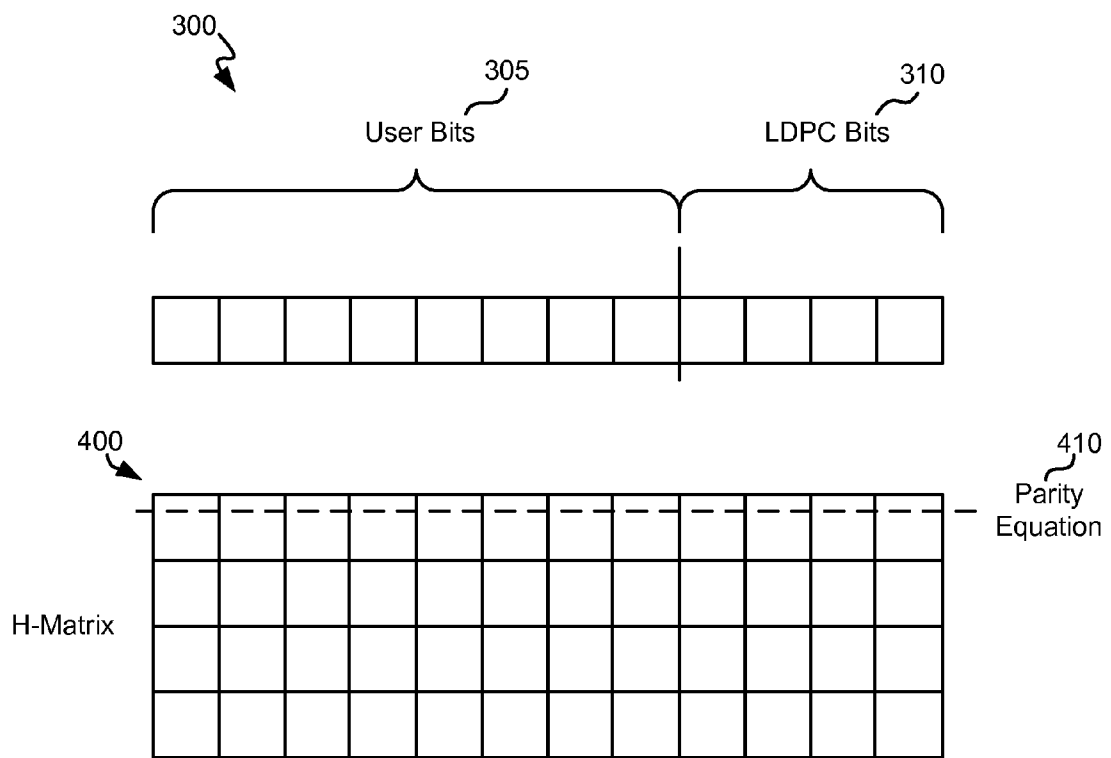 300
305
310
User Bits
LDPC Bits
400
410
Parity
Equation
H-Matrix